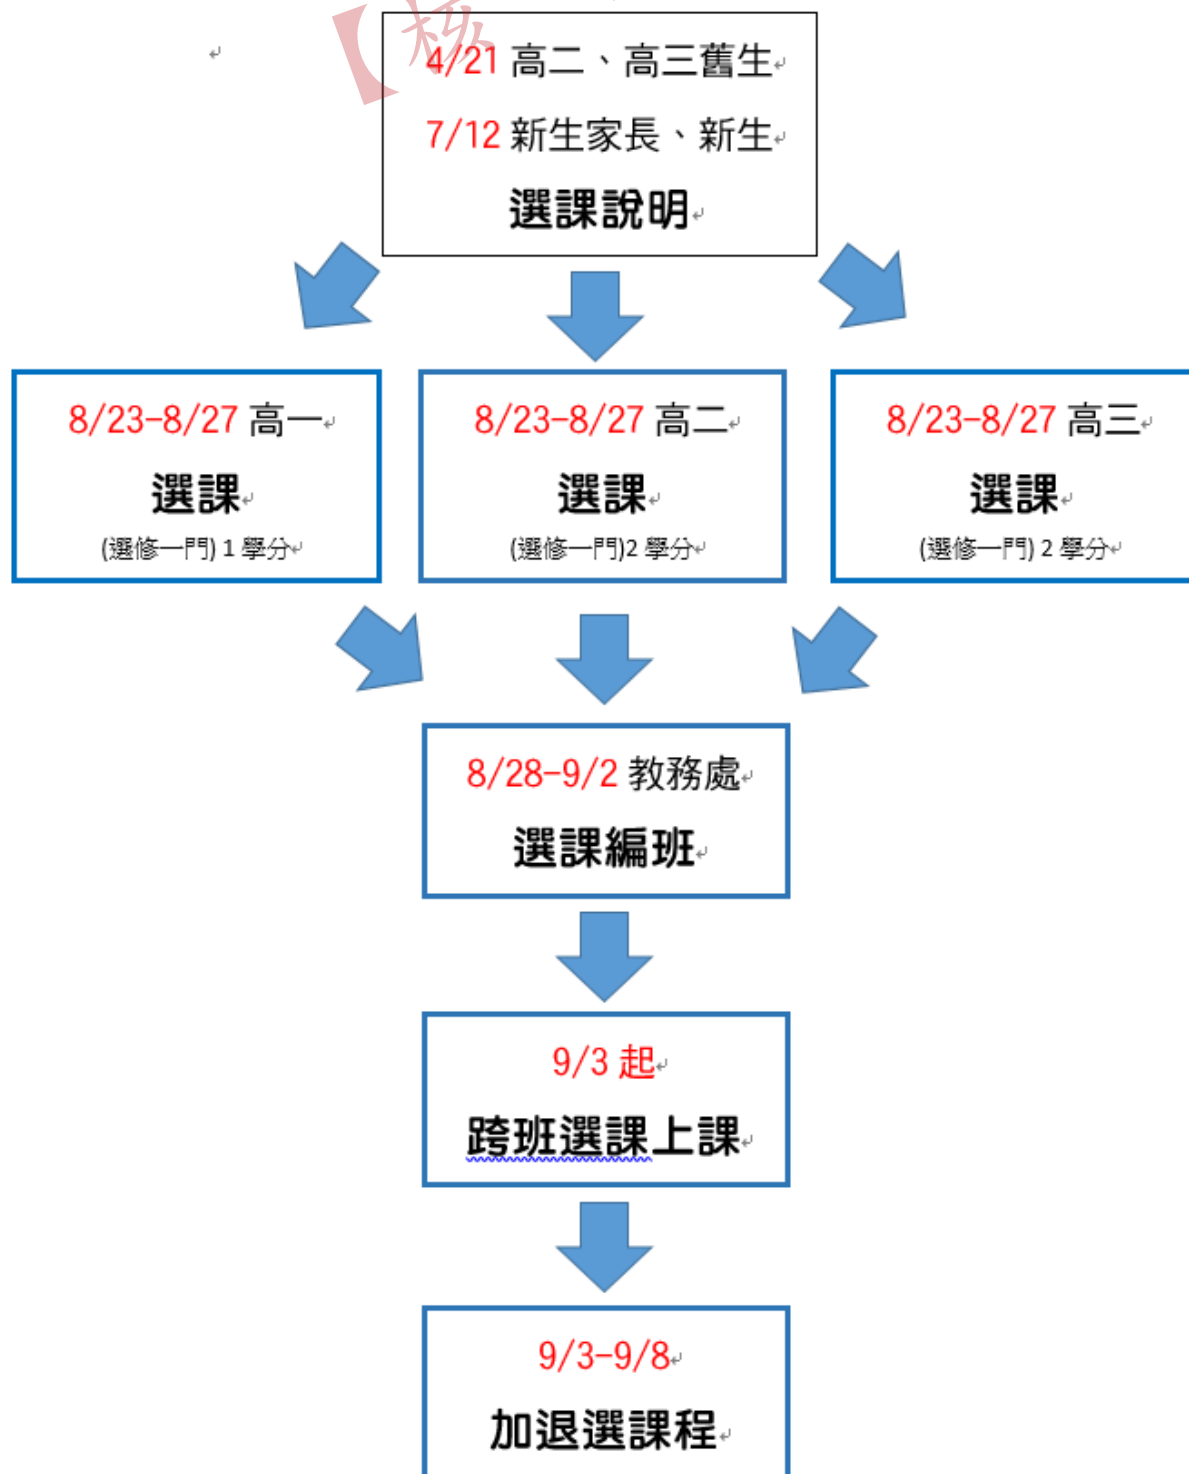 【核
4/21 高二、高三舊生
7/12 新生家長、新生
選課說明
8/23-8/27 高一
選課
(選修一門) 1 學分
8/23-8/27 高二
選課
(選修一門)2 學分
8/23-8/27 高三
選課
(選修一門) 2 學分
8/28-9/2 教務處
選課編班
9/3 起
跨班選課上課
9/3-9/8
加退選課程